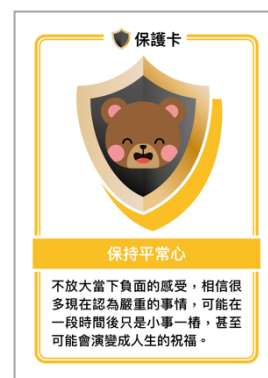 保護卡
保持平常心
不放大當下負面的感受，相信很
多現在認為嚴重的事情，可能在
一段時間後只是小事一樁，甚至
可能會演變成人生的祝福。